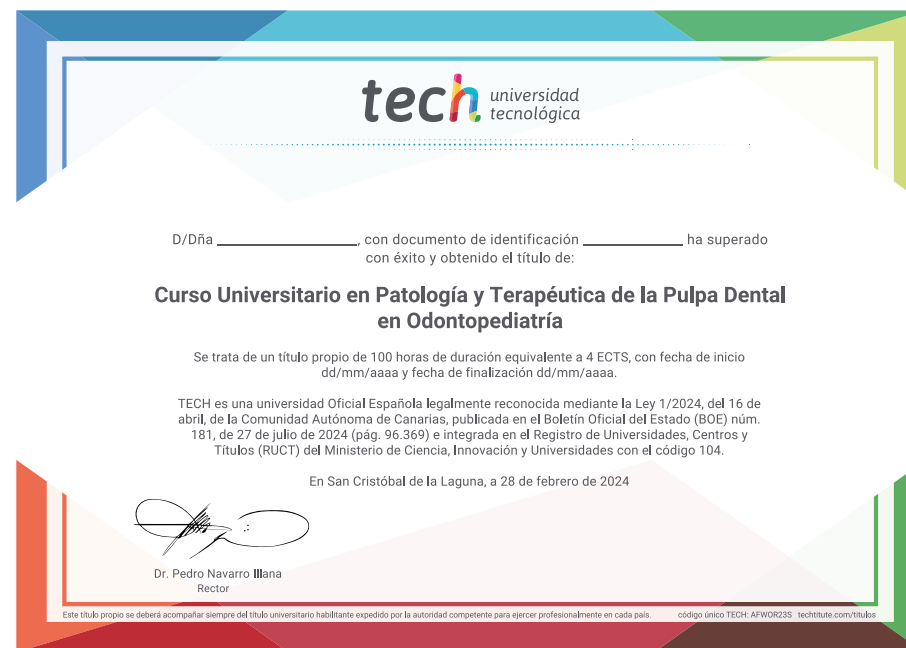 tech universidad
tecnológica
D/Dña ____________________, con documento de identificación ______________ ha superado
con éxito y obtenido el título de:
Curso Universitario en Patología y Terapéutica de la Pulpa Dental
en Odontopediatría
Se trata de un título propio de 100 horas de duración equivalente a 4 ECTS, con fecha de inicio
dd/mm/aaaa y fecha de finalización dd/mm/aaaa.
TECH es una universidad Oficial Española legalmente reconocida mediante la Ley 1/2024, del 16 de
abril, de la Comunidad Autónoma de Canarias, publicada en el Boletín Oficial del Estado (BOE) núm.
181, de 27 de julio de 2024 (pág. 96.369) e integrada en el Registro de Universidades, Centros y
Títulos (RUCT) del Ministerio de Ciencia, Innovación y Universidades con el código 104.
En San Cristóbal de la Laguna, a 28 de febrero de 2024
Dr. Pedro Navarro Illana
Rector
Este título propio se deberá acompañar siempre del título universitario habilitante expedido por la autoridad competente para ejercer profesionalmente en cada país. código único TECH: AFWOR23S techtitute.com/titulos